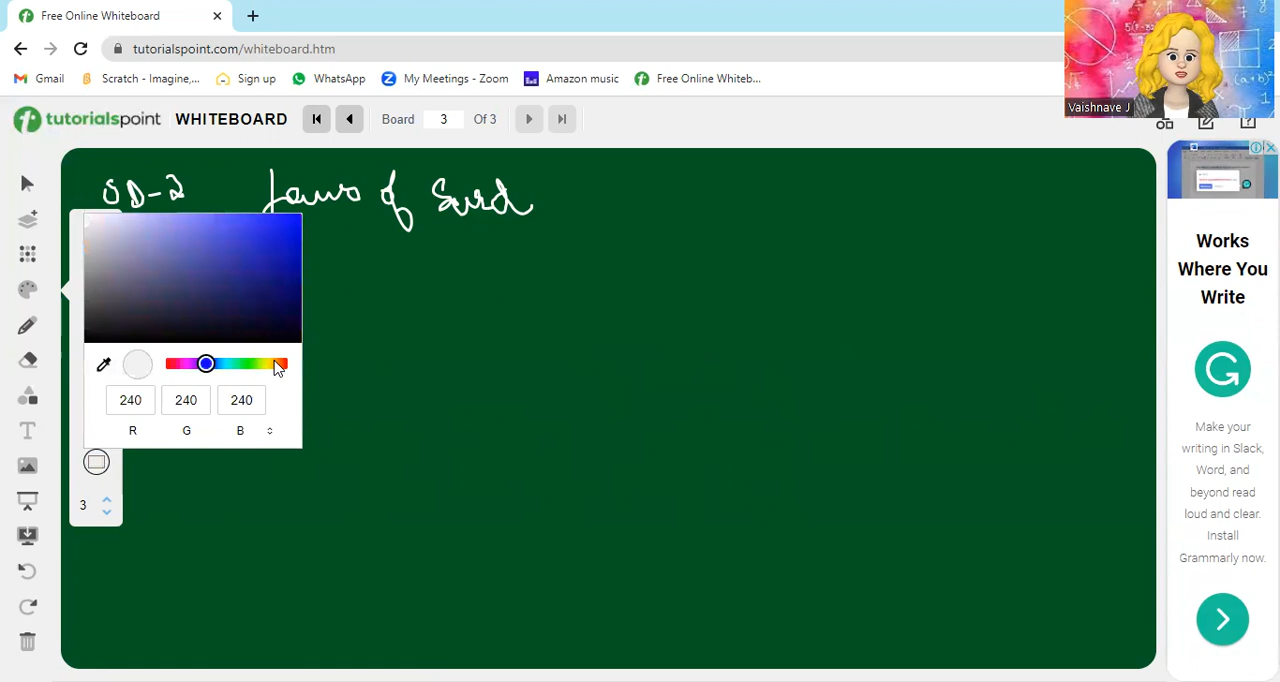 Free Online Whiteboard
tutorialspoint.com/whiteboard.htm
Gmail Scratch - Imagine,... Sign up WhatsApp My Meetings - Zoom Amazon music Free Online Whiteb...
Vaishnave J
tutorialspoint WHITEBOARD Board 3 Of 3
OD-2 Laws of Surd
240 240 240
R G B
3
Works
Where You
Write
Make your
writing in Slack,
Word, and
beyond read
loud and clear.
Install
Grammarly now.